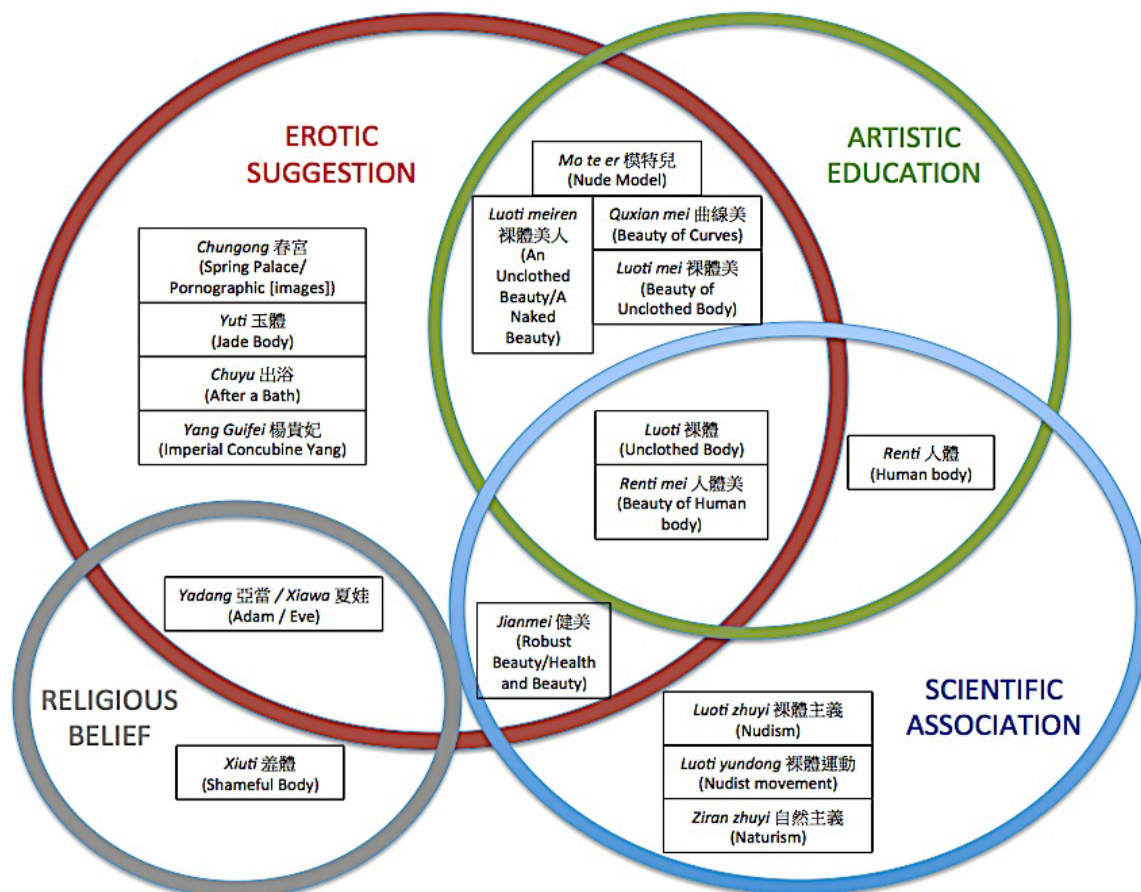 EROTIC
SUGGESTION
ARTISTIC
EDUCATION
Mo te er 模特兒
(Nude Model)
Luoti meiren
裸體美人
(An
Unclothed
Beauty/A
Naked
Beauty)
Quxian mei 曲線美
(Beauty of Curves)
Luoti mei 裸體美
(Beauty of
Unclothed Body)
Chungong 春宮
(Spring Palace/
Pornographic [images])
Yuti 玉體
(Jade Body)
Chuyu 出浴
(After a Bath)
Yang Guifei 楊貴妃
(Imperial Concubine Yang)
Luoti 裸體
(Unclothed Body)
Renti mei 人體美
(Beauty of Human
body)
Renti 人體
(Human body)
Yadang 亞當 / Xiawa 夏娃
(Adam / Eve)
Jianmei 健美
(Robust
Beauty/Health
and Beauty)
RELIGIOUS
BELIEF
Xiuti 羞體
(Shameful Body)
SCIENTIFIC
ASSOCIATION
Luoti zhuyi 裸體主義
(Nudism)
Luoti yundong 裸體運動
(Nudist movement)
Ziran zhuyi 自然主義
(Naturism)